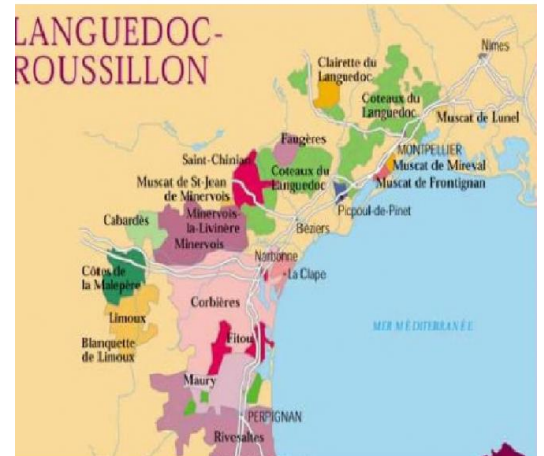 LANGUEDOC-
ROUSSILLON
Nîmes
Clairette du
Languedoc
Coteaux du
Languedoc
Muscat de Lunel
Faugères
MONTPELLIER
Saint-Chinian
Muscat de Mireval
Coteaux du
Languedoc
Muscat de Frontignan
Muscat de St-Jean
de Minervois
Picpoul-de-Pinet
Cabardès
Minervois-
la-Livinère
Béziers
Minervois
Narbonne
Côtes de
la Malepère
La Clape
Corbières
Limoux
MER MÉDITERRANÉE
Fitou
Blanquette
de Limoux
Maury
PERPIGNAN
Rivesaltes